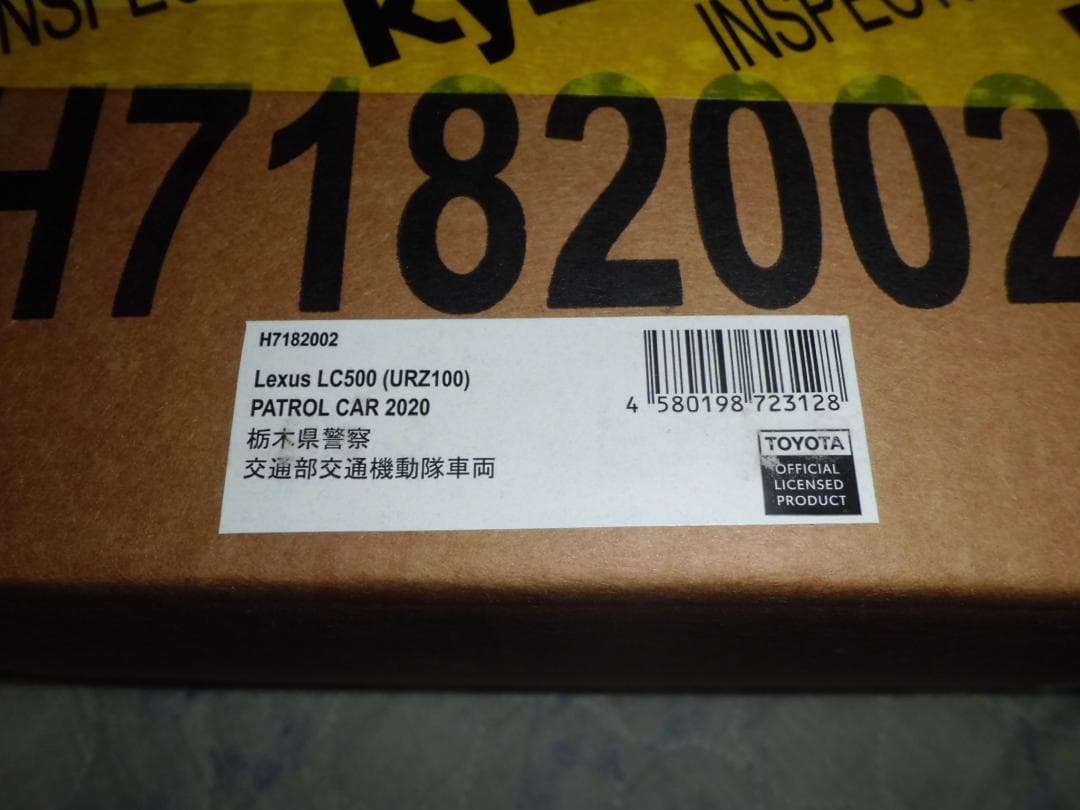 INSPECT
H7182002
H7182002
Lexus LC500 (URZ100)
PATROL CAR 2020
栃木県警察
交通部交通機動隊車両
4 580198 723128
TOYOTA
OFFICIAL
LICENSED
PRODUCT